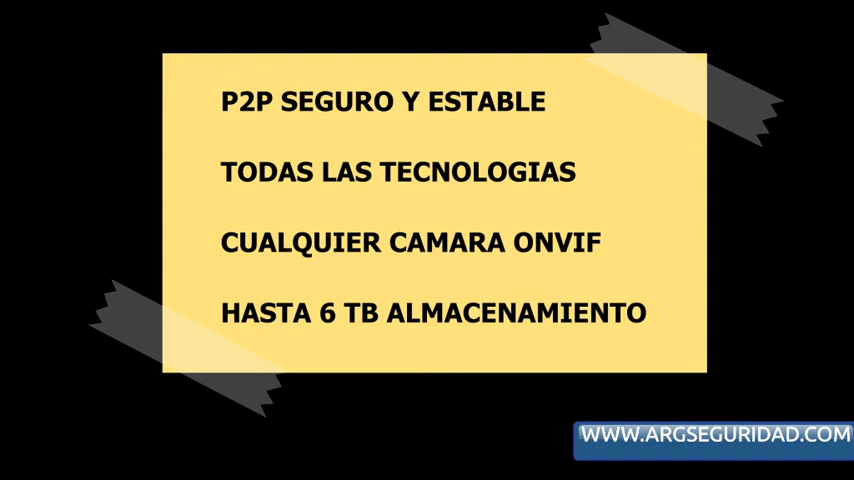 P2P SEGURO Y ESTABLE
TODAS LAS TECNOLOGIAS
CUALQUIER CAMARA ONVIF
HASTA 6 TB ALMACENAMIENTO
WWW.ARGSEGURIDAD.COM